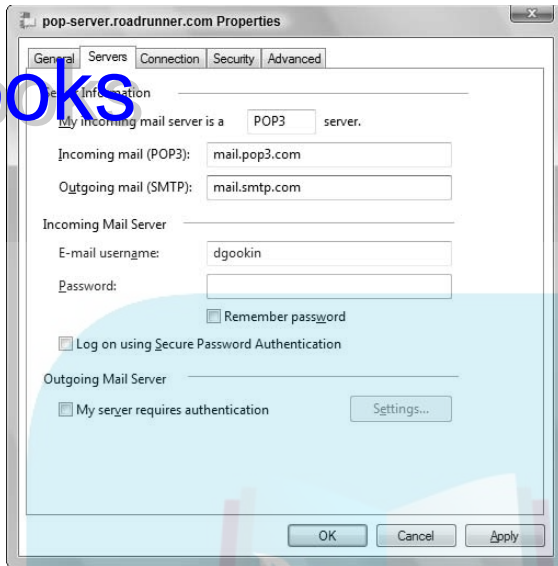 pop-server.roadrunner.com Properties
General Servers Connection Security Advanced
ooks
Server Information
My incoming mail server is a POP3 server.
Incoming mail (POP3): mail.pop3.com
Outgoing mail (SMTP): mail.smtp.com
Incoming Mail Server
E-mail username: dgookin
Password:
Remember password
Log on using Secure Password Authentication
Outgoing Mail Server
My server requires authentication Settings...
OK Cancel Apply